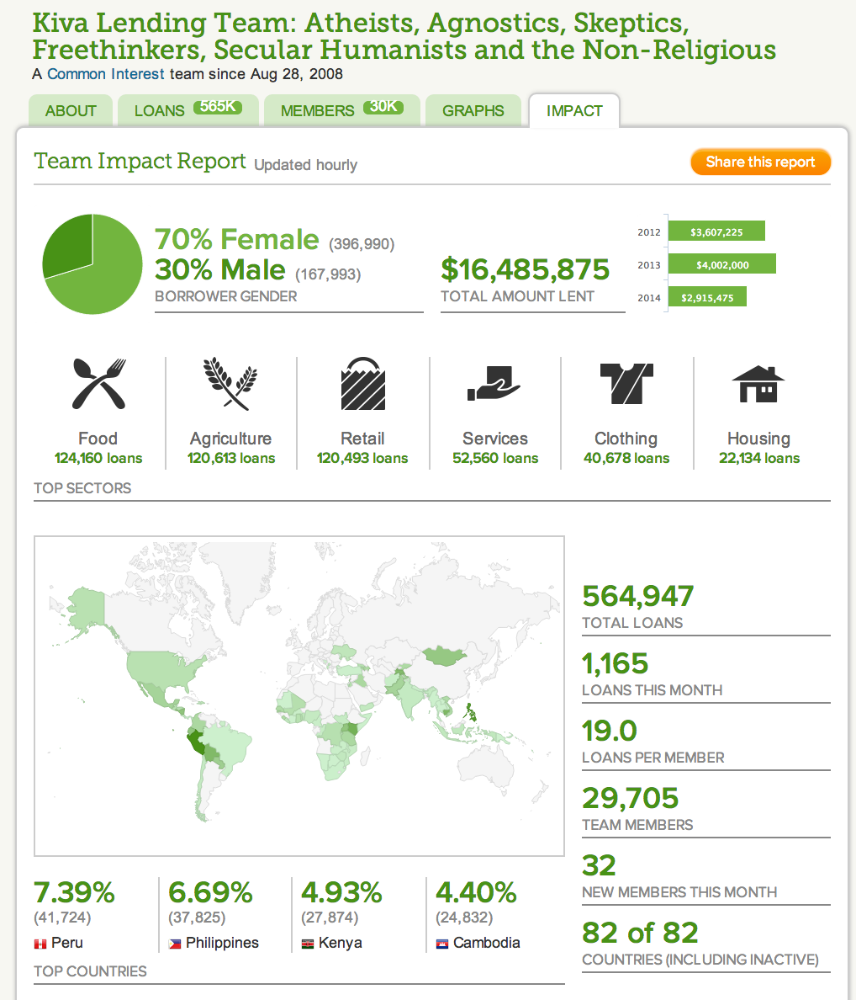 Kiva Lending Team: Atheists, Agnostics, Skeptics,
Freethinkers, Secular Humanists and the Non-Religious
A Common Interest team since Aug 28, 2008
ABOUT
LOANS 565K
MEMBERS 30K
GRAPHS
IMPACT
Team Impact Report Updated hourly
Share this report
70% Female (396,990)
30% Male (167,993)
BORROWER GENDER
$16,485,875
TOTAL AMOUNT LENT
2012 $3,607,225
2013 $4,002,000
2014 $2,915,475
Food
124,160 loans
Agriculture
120,613 loans
Retail
120,493 loans
Services
52,560 loans
Clothing
40,678 loans
Housing
22,134 loans
TOP SECTORS
564,947
TOTAL LOANS
1,165
LOANS THIS MONTH
19.0
LOANS PER MEMBER
29,705
TEAM MEMBERS
32
NEW MEMBERS THIS MONTH
82 of 82
COUNTRIES (INCLUDING INACTIVE)
7.39%
(41,724)
Peru
6.69%
(37,825)
Philippines
4.93%
(27,874)
Kenya
4.40%
(24,832)
Cambodia
TOP COUNTRIES